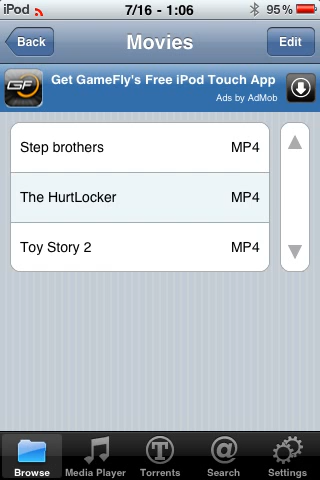 iPod 7/16 - 1:06 95%
Back Movies Edit
GF Get GameFly's Free iPod Touch App
Ads by AdMob
Step brothers MP4
The HurtLocker MP4
Toy Story 2 MP4
T @
Browse Media Player Torrents Search Settings